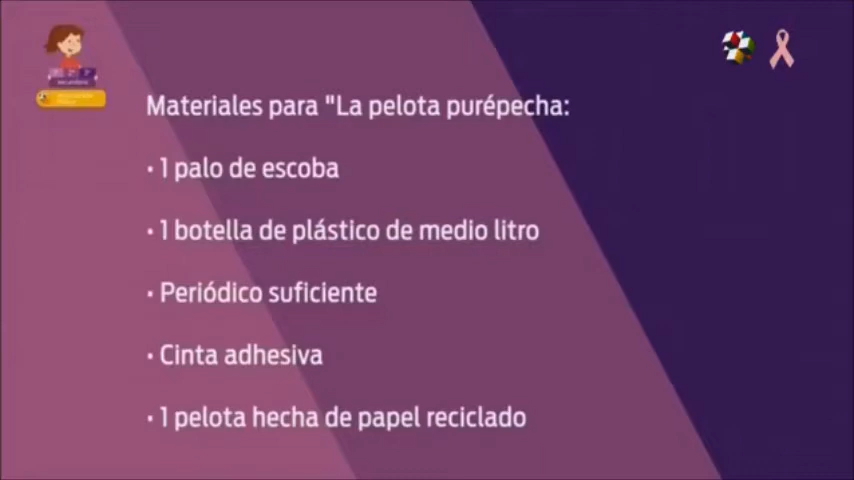 Materiales para "La pelota purépecha:
• 1 palo de escoba
• 1 botella de plástico de medio litro
• Periódico suficiente
• Cinta adhesiva
• 1 pelota hecha de papel reciclado